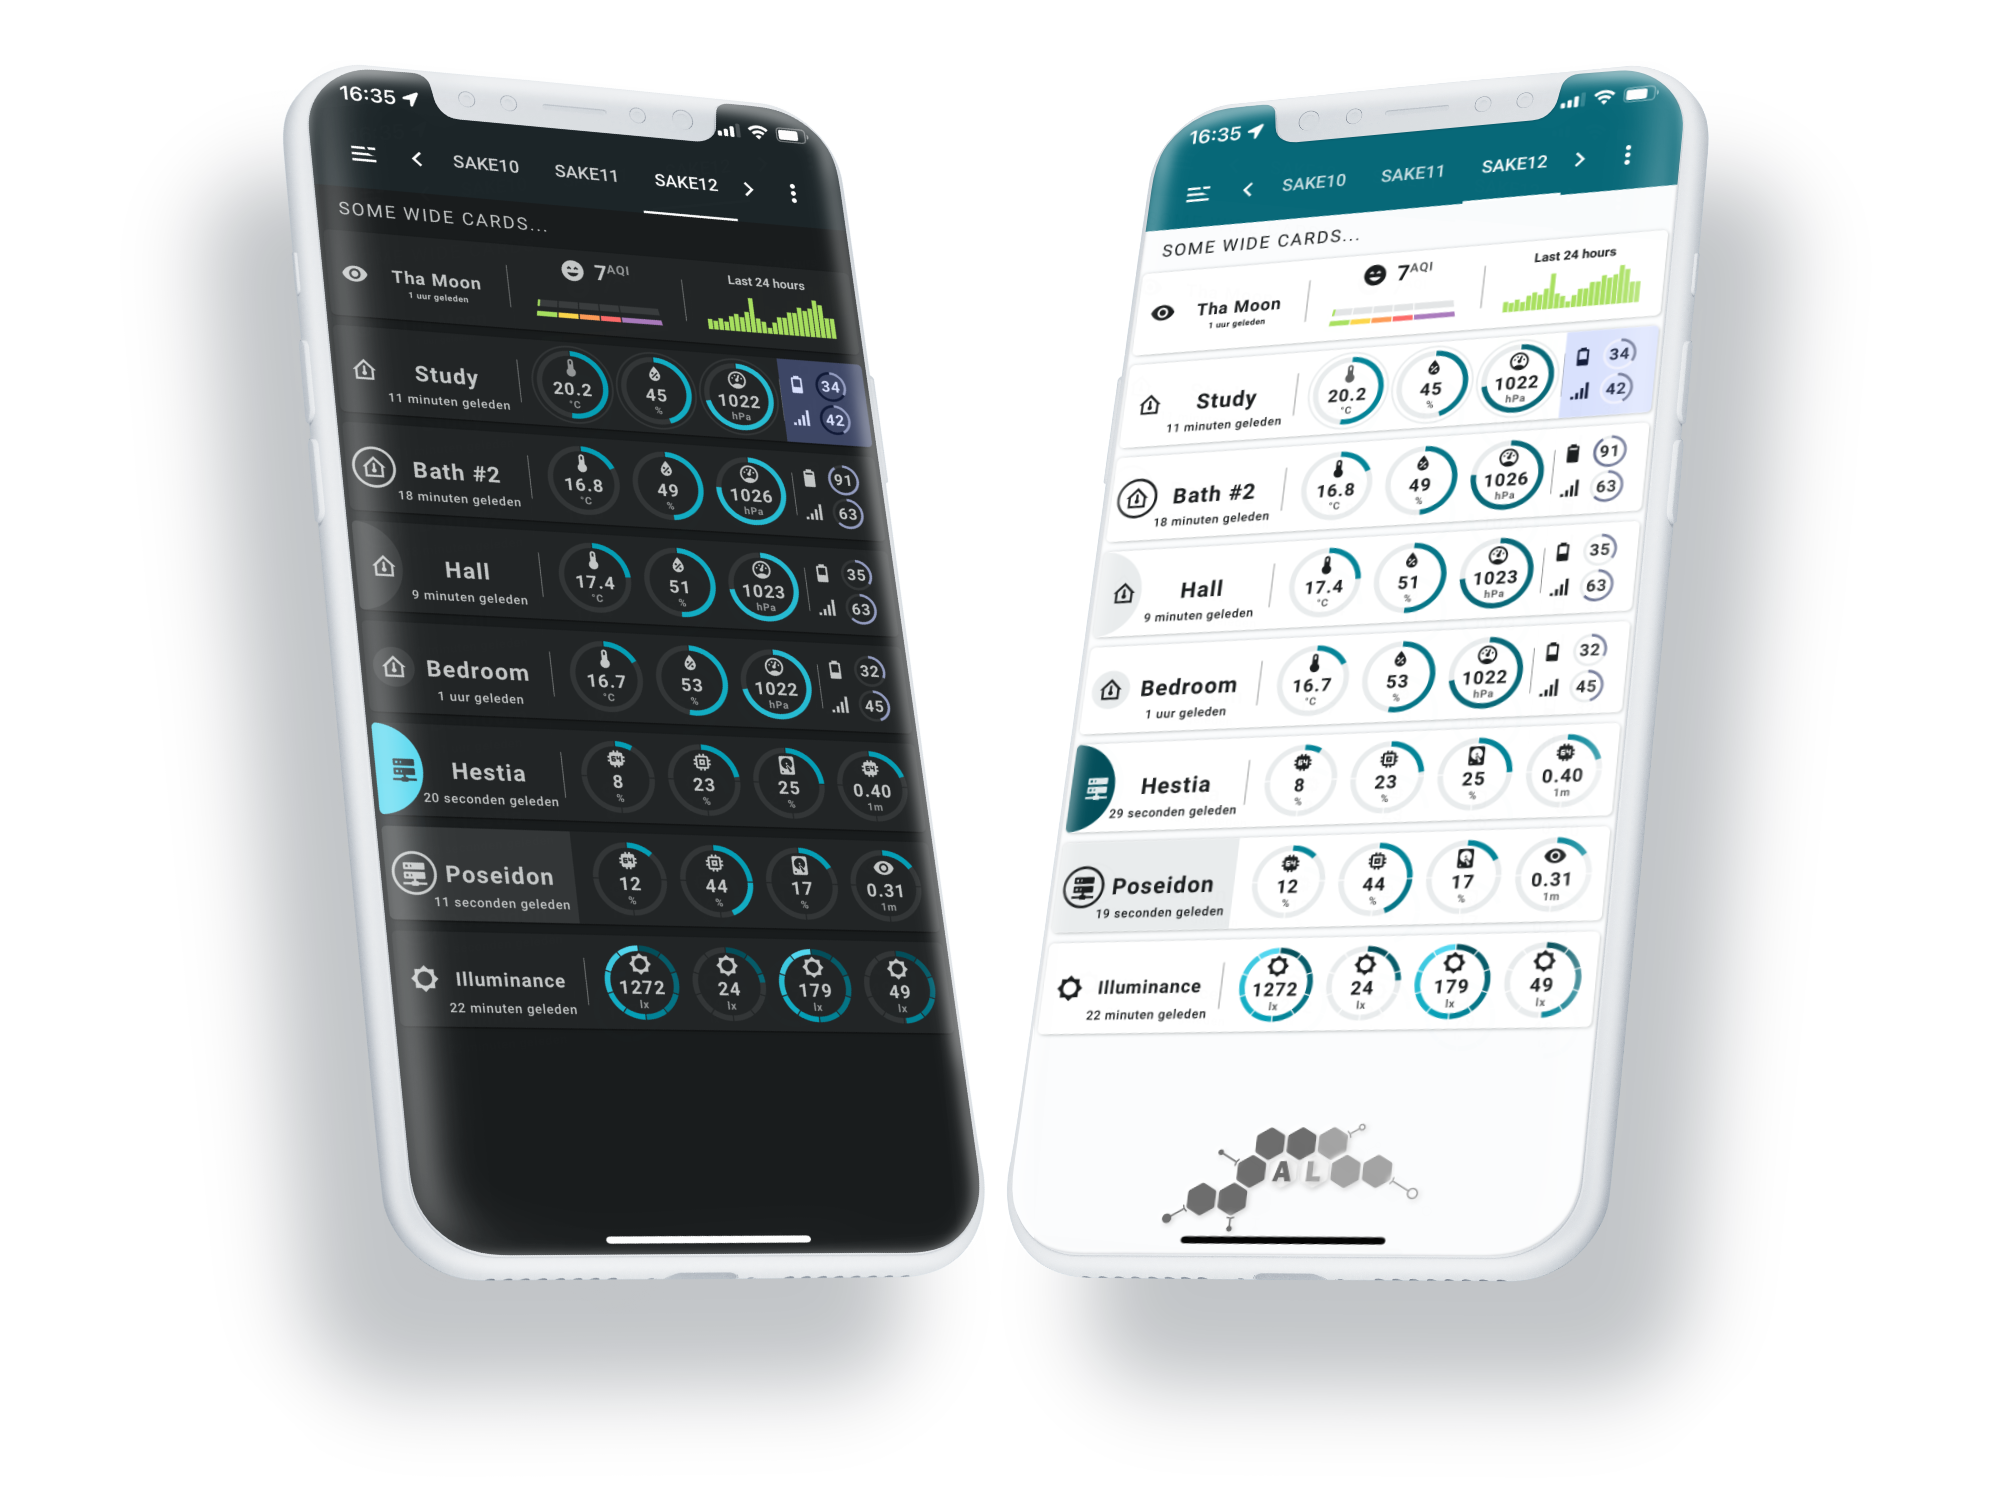 16:35
SAKE10 SAKE11 SAKE12
SOME WIDE CARDS...
Tha Moon
1 uur geleden
7 AQI
Last 24 hours
Study
11 minuten geleden
20.2 °C
45 %
1022 hPa
34
42
Bath #2
18 minuten geleden
16.8 °C
49 %
1026 hPa
91
63
Hall
9 minuten geleden
17.4 °C
51 %
1023 hPa
35
63
Bedroom
1 uur geleden
16.7 °C
53 %
1022 hPa
32
45
Hestia
20 seconden geleden
64
8 %
23 %
25 %
64
0.40 1m
Poseidon
11 seconden geleden
64
12 %
44 %
17 %
0.31 1m
Illuminance
22 minuten geleden
1272 lx
24 lx
179 lx
49 lx
16:35
SAKE10 SAKE11 SAKE12
SOME WIDE CARDS...
Tha Moon
1 uur geleden
7 AQI
Last 24 hours
Study
11 minuten geleden
20.2 °C
45 %
1022 hPa
34
42
Bath #2
18 minuten geleden
16.8 °C
49 %
1026 hPa
91
63
Hall
9 minuten geleden
17.4 °C
51 %
1023 hPa
35
63
Bedroom
1 uur geleden
16.7 °C
53 %
1022 hPa
32
45
Hestia
29 seconden geleden
64
8 %
23 %
25 %
64
0.40 1m
Poseidon
19 seconden geleden
64
12 %
44 %
17 %
0.31 1m
Illuminance
22 minuten geleden
1272 lx
24 lx
179 lx
49 lx
AL